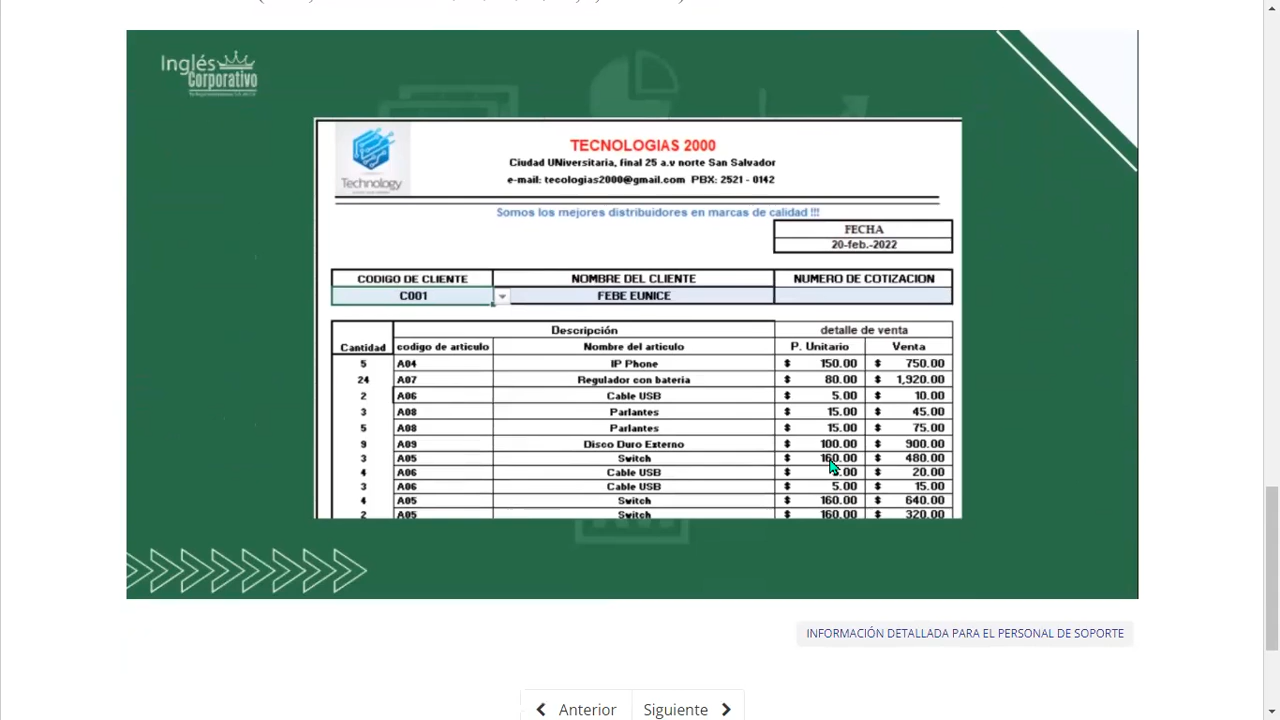 Inglés
Corporativo
Technology
TECNOLOGIAS 2000
Ciudad UNiversitaria, final 25 a.v norte San Salvador
e-mail: tecologias2000@gmail.com PBX: 2521 - 0142
Somos los mejores distribuidores en marcas de calidad !!!
FECHA
20-feb.-2022
CODIGO DE CLIENTE NOMBRE DEL CLIENTE NUMERO DE COTIZACION
C001 FEBE EUNICE
Descripción detalle de venta
Cantidad codigo de articulo Nombre del articulo P. Unitario Venta
5 A04 IP Phone $ 150.00 $ 750.00
24 A07 Regulador con bateria $ 80.00 $ 1,920.00
2 A06 Cable USB $ 5.00 $ 10.00
3 A08 Parlantes $ 15.00 $ 45.00
5 A08 Parlantes $ 15.00 $ 75.00
9 A09 Disco Duro Externo $ 100.00 $ 900.00
3 A05 Switch $ 160.00 $ 480.00
4 A06 Cable USB $ 5.00 $ 20.00
3 A06 Cable USB $ 5.00 $ 15.00
4 A05 Switch $ 160.00 $ 640.00
2 A05 Switch $ 160.00 $ 320.00
INFORMACIÓN DETALLADA PARA EL PERSONAL DE SOPORTE
Anterior Siguiente